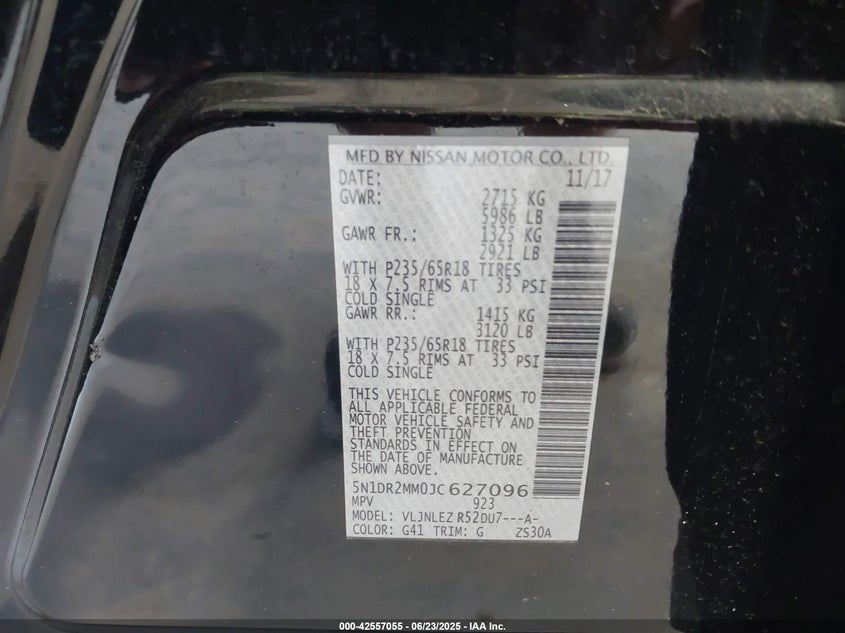 MFD BY NISSAN MOTOR CO., LTD.
DATE: 11/17
GVWR: 2715 KG
5986 LB
GAWR FR.: 1325 KG
2921 LB
WITH P235/65R18 TIRES
18 X 7.5 RIMS AT 33 PSI
COLD SINGLE
GAWR RR.: 1415 KG
3120 LB
WITH P235/65R18 TIRES
18 X 7.5 RIMS AT 33 PSI
COLD SINGLE
THIS VEHICLE CONFORMS TO
ALL APPLICABLE FEDERAL
MOTOR VEHICLE SAFETY AND
THEFT PREVENTION
STANDARDS IN EFFECT ON
THE DATE OF MANUFACTURE
SHOWN ABOVE.
5N1DR2MM0JC627096
MPV 923
MODEL: VLJNLEZ R52DU7---A-
COLOR: G41 TRIM: G ZS30A
000-42557055 - 06/23/2025 - IAA Inc.